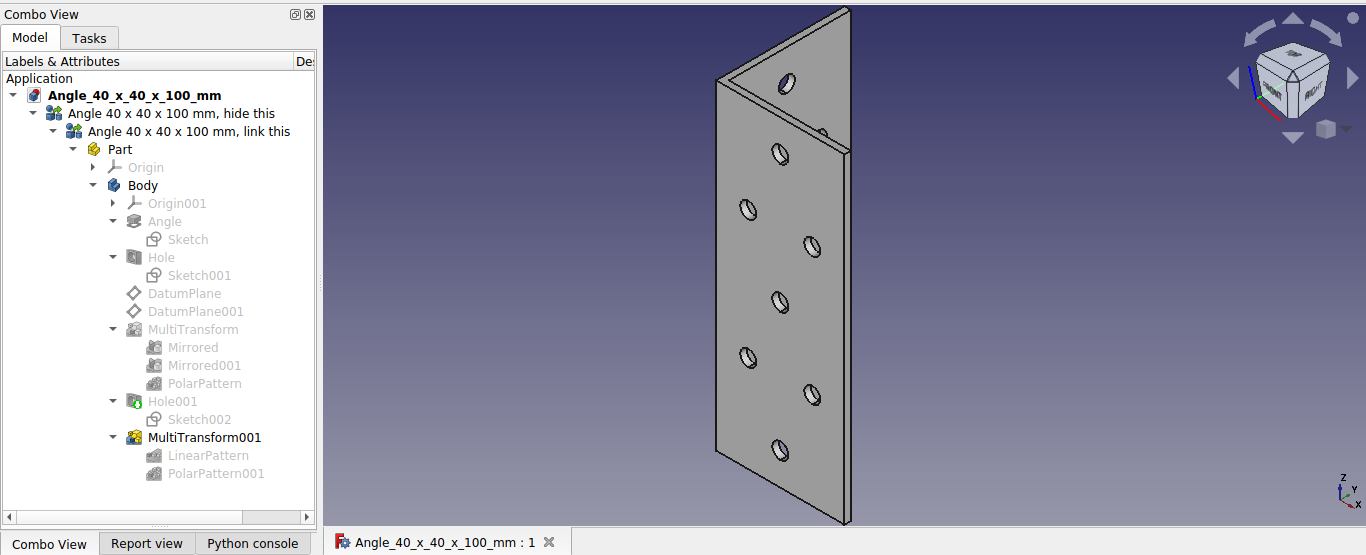 Combo View
Model
Tasks
Labels & Attributes
Des
Application
Angle_40_x_40_x_100_mm
Angle 40 x 40 x 100 mm, hide this
Angle 40 x 40 x 100 mm, link this
Part
Origin
Body
Origin001
Angle
Sketch
Hole
Sketch001
DatumPlane
DatumPlane001
MultiTransform
Mirrored
Mirrored001
PolarPattern
Hole001
Sketch002
MultiTransform001
LinearPattern
PolarPattern001
Combo View
Report view
Python console
FRONT
RIGHT
Z
Y
X
Angle_40_x_40_x_100_mm : 1